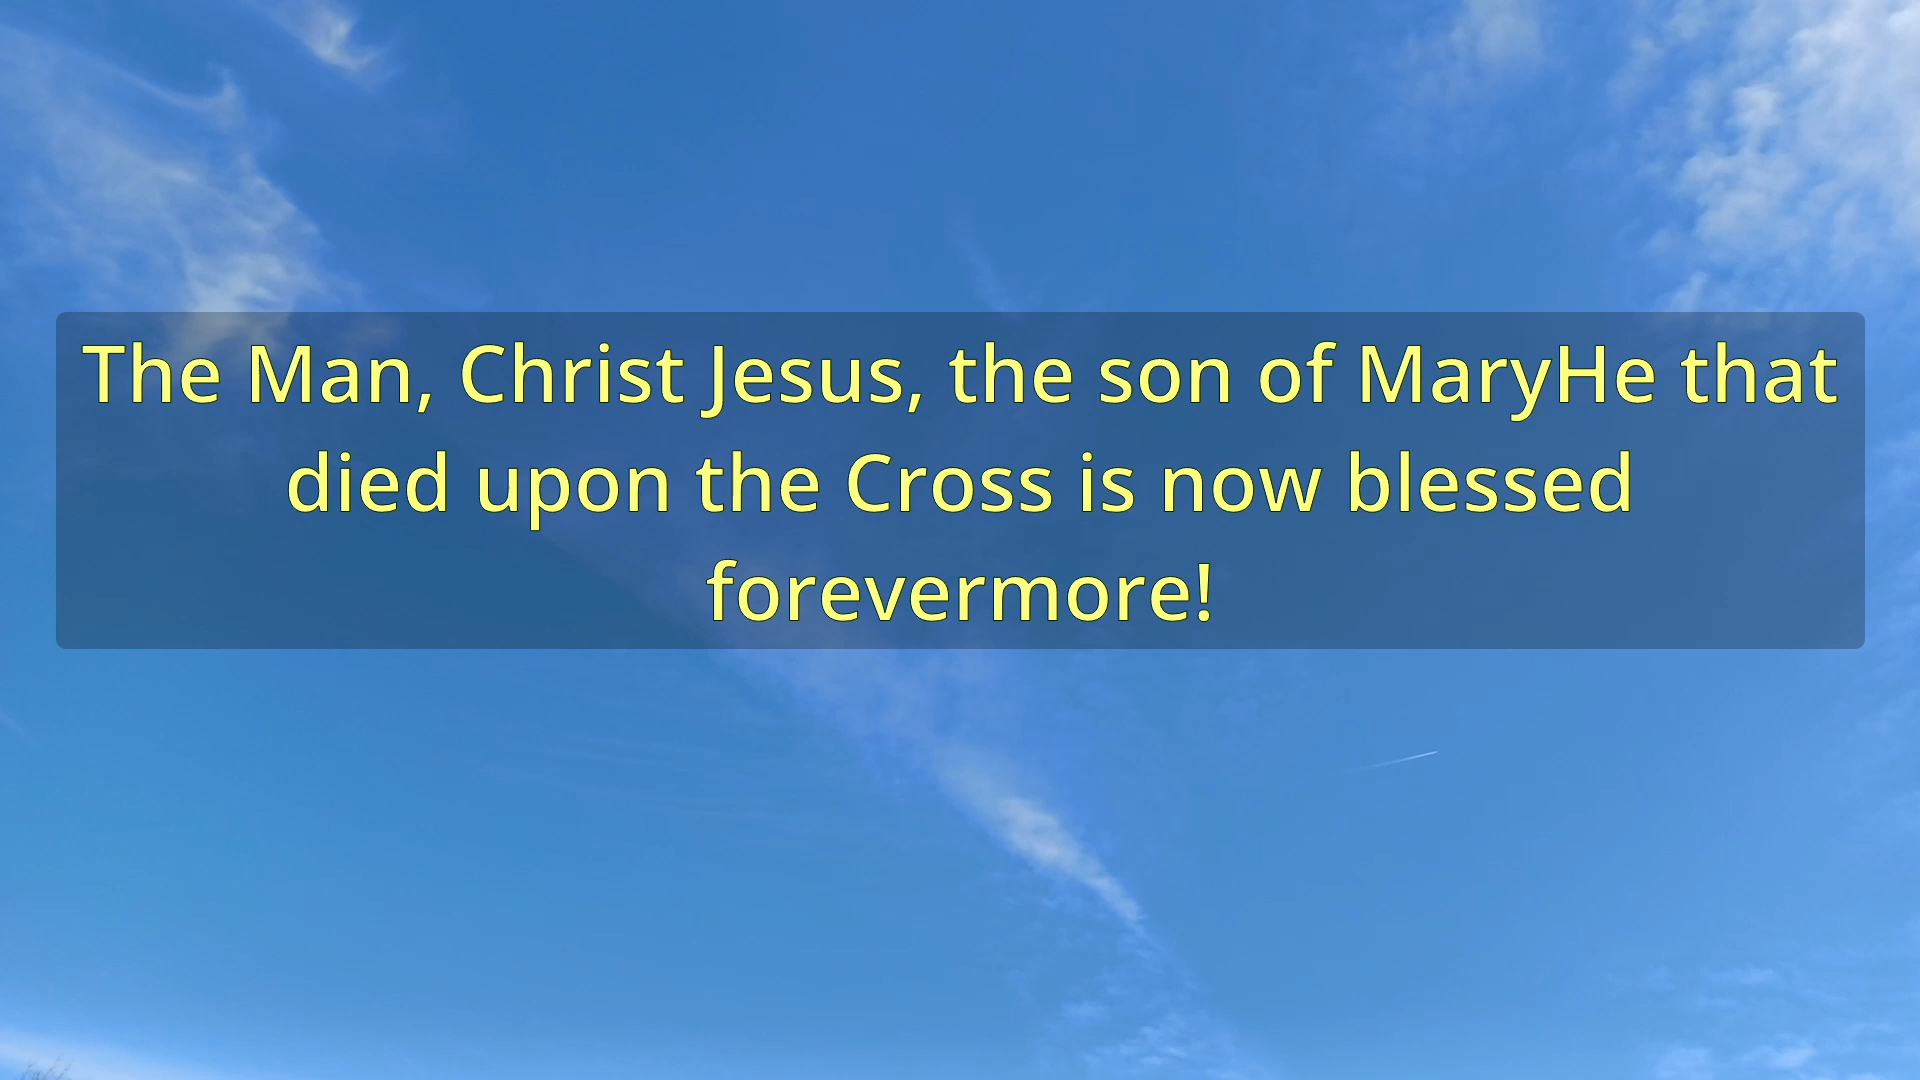 The Man, Christ Jesus, the son of MaryHe that
died upon the Cross is now blessed
forevermore!